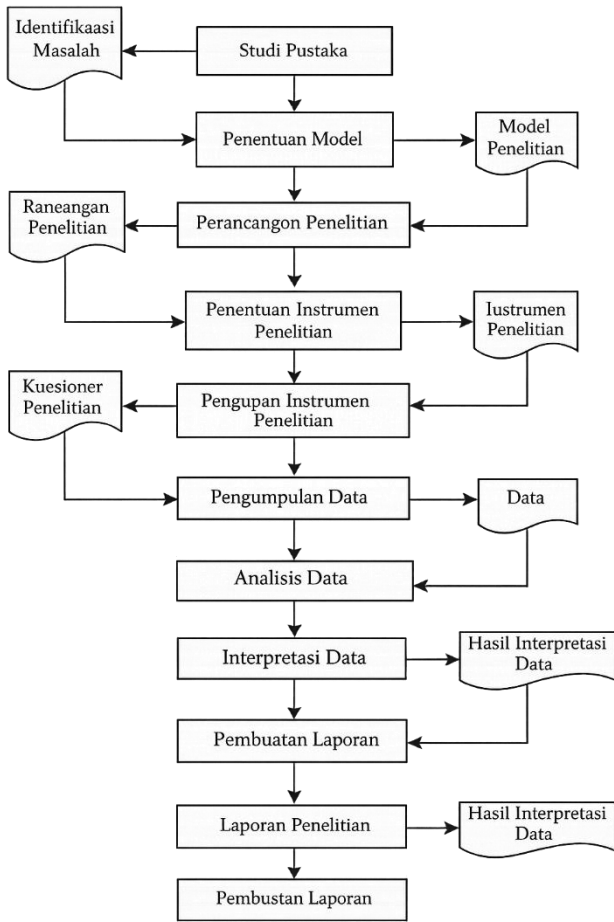 Identifikaasi
Masalah
Studi Pustaka
Penentuan Model
Model
Penelitian
Raneangan
Penelitian
Perancangon Penelitian
Penentuan Instrumen
Penelitian
Iustrumen
Penelitian
Kuesioner
Penelitian
Pengupan Instrumen
Penelitian
Pengumpulan Data
Data
Analisis Data
Interpretasi Data
Hasil Interpretasi
Data
Pembuatan Laporan
Laporan Penelitian
Hasil Interpretasi
Data
Pembustan Laporan